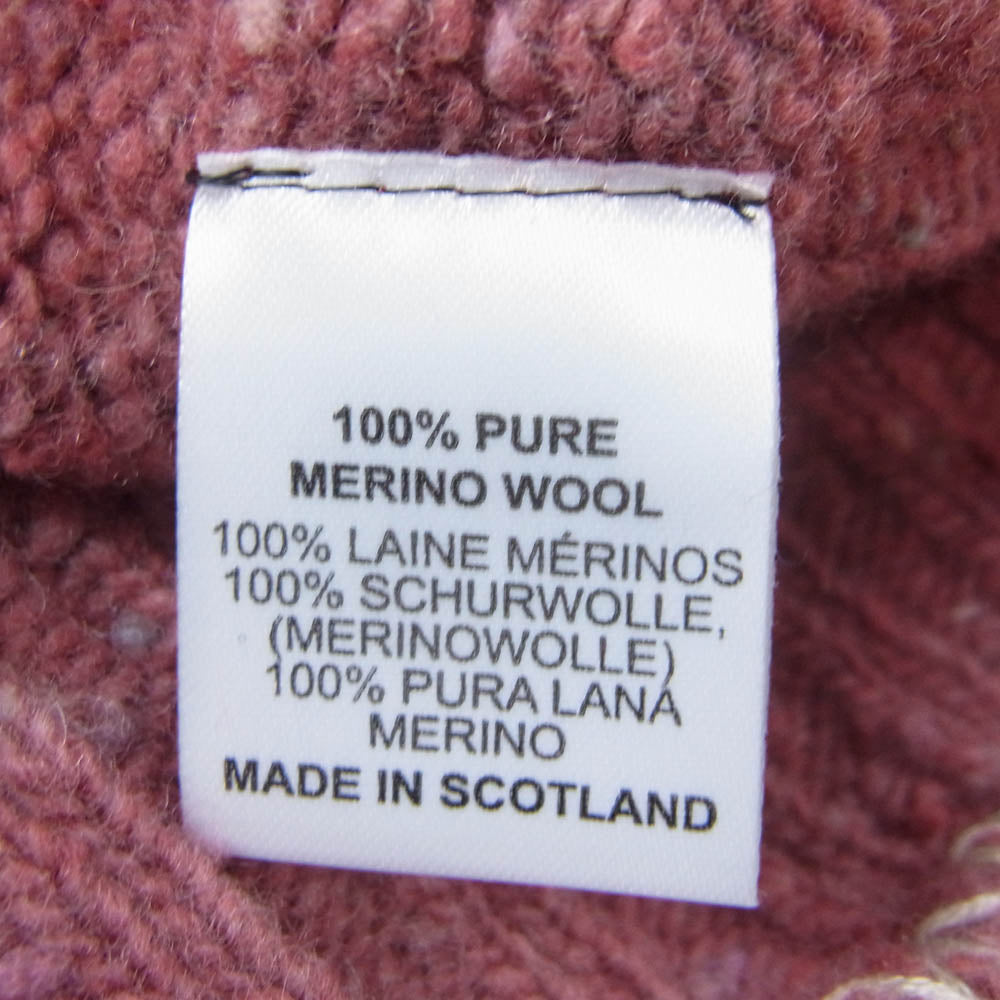 100% PURE
MERINO WOOL
100% LAINE MÉRINOS
100% SCHURWOLLE,
(MERINOWOLLE)
100% PURA LANA
MERINO
MADE IN SCOTLAND